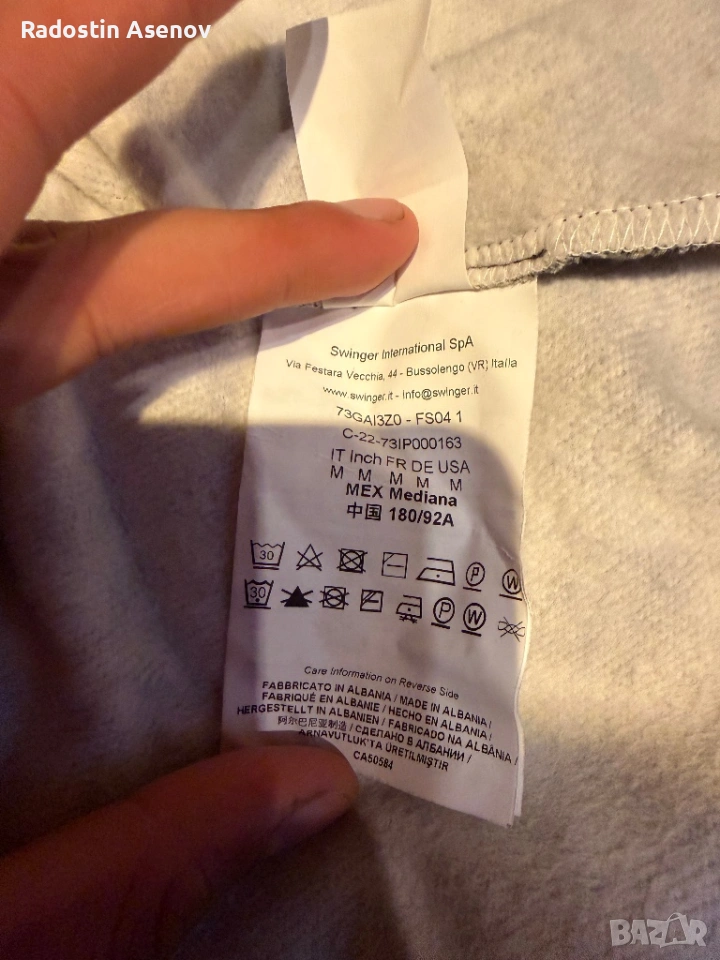 Radostin Asenov
Swinger International SpA
Via Festara Vecchia, 44 - Bussolengo (VR) Italia
www.swinger.it - info@swinger.it
73GAI3Z0 - FS04 1
C-22-73IP000163
IT Inch FR DE USA
M M M M M
MEX Mediana
中国 180/92A
30 P W
30 P W
Care Information on Reverse Side
FABBRICATO IN ALBANIA / MADE IN ALBANIA /
FABRIQUÉ EN ALBANIE / HECHO EN ALBANIA /
HERGESTELLT IN ALBANIEN / FABRICADO NA ALBÂNIA /
阿尔巴尼亚制造 / СДЕЛАНО В АЛБАНИИ /
ARNAVUTLUK'TA ÜRETILMIŞTIR
CA50584
BAZAR